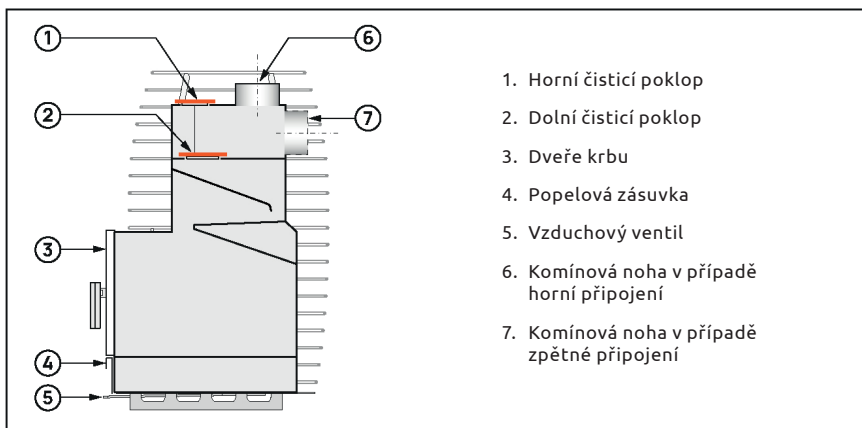 1
2
3
4
5
6
7
1. Horní čisticí poklop
2. Dolní čisticí poklop
3. Dveře krbu
4. Popelová zásuvka
5. Vzduchový ventil
6. Komínová noha v případě
horní připojení
7. Komínová noha v případě
zpětné připojení